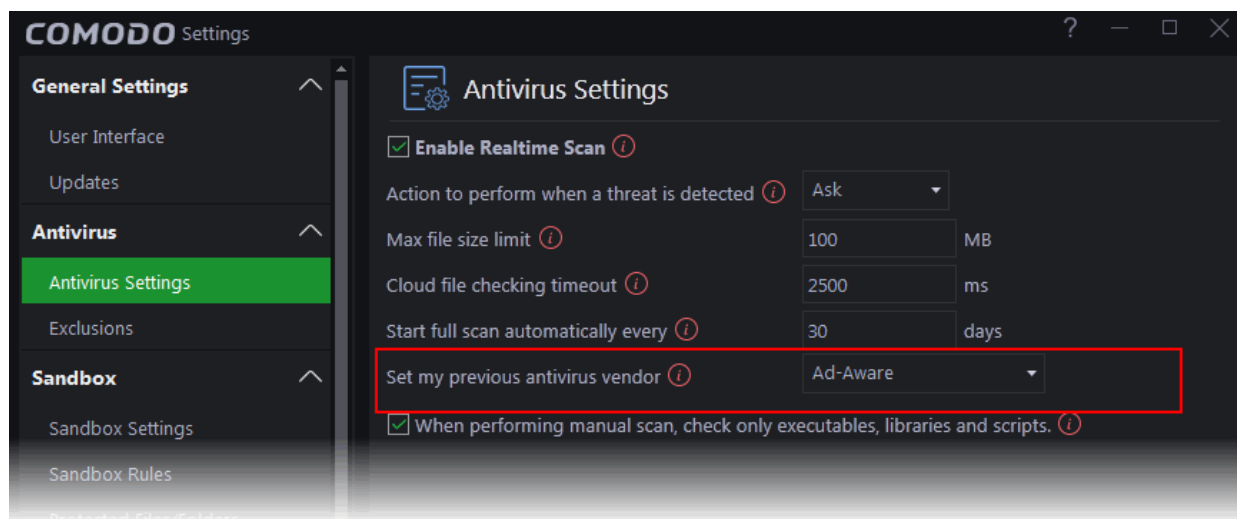 COMODO Settings
?
General Settings
User Interface
Updates
Antivirus
Antivirus Settings
Exclusions
Sandbox
Sandbox Settings
Sandbox Rules
Protected Files/Folders
Antivirus Settings
Enable Realtime Scan i
Action to perform when a threat is detected i Ask
Max file size limit i 100 MB
Cloud file checking timeout i 2500 ms
Start full scan automatically every i 30 days
Set my previous antivirus vendor i Ad-Aware
When performing manual scan, check only executables, libraries and scripts. i